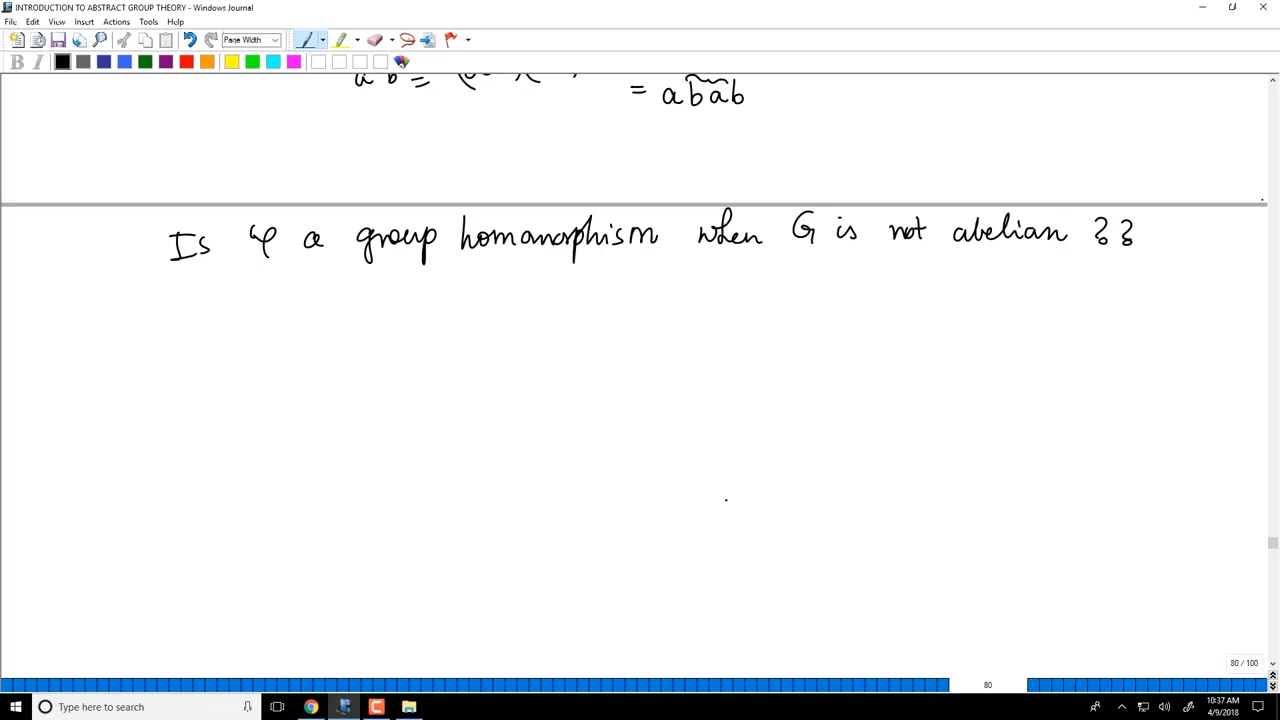 INTRODUCTION TO ABSTRACT GROUP THEORY - Windows Journal
File Edit View Insert Actions Tools Help
Page Width
B I
= abab
Is φ a group homomorphism when G is not abelian ??
80 / 100
80
Type here to search
10:37 AM
4/9/2018